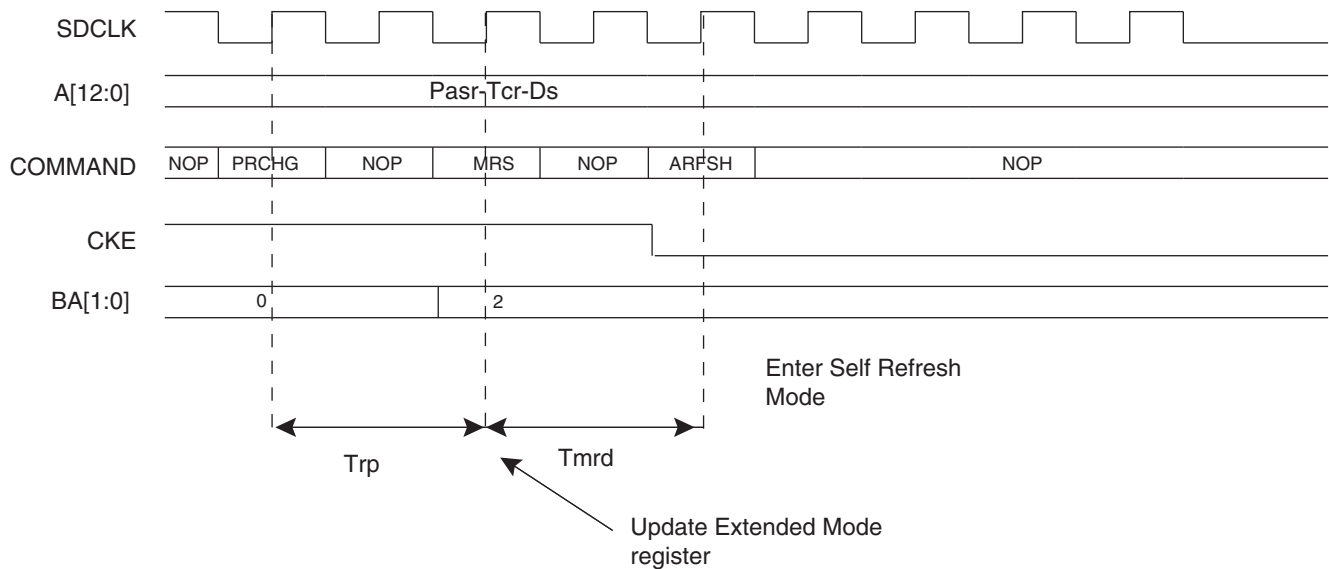 SDCLK
A[12:0]
Pasr-Tcr-Ds
COMMAND
NOP
PRCHG
NOP
MRS
NOP
ARFSH
NOP
CKE
BA[1:0]
0
2
Enter Self Refresh
Mode
Trp
Tmrd
Update Extended Mode
register